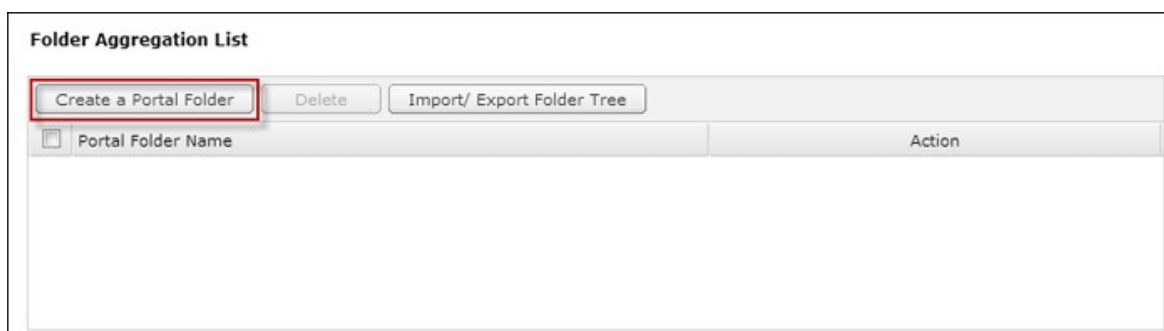 Folder Aggregation List
Create a Portal Folder Delete Import/ Export Folder Tree
Portal Folder Name Action